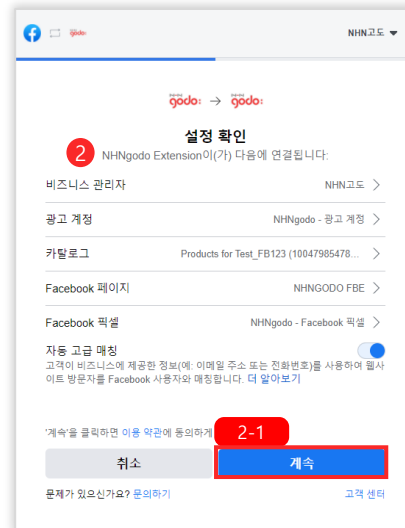 godo: NHN고도
godo: → godo:
설정 확인
2 NHNgodo Extension이(가) 다음에 연결됩니다:
비즈니스 관리자 NHN고도
광고 계정 NHNgodo - 광고 계정
카탈로그 Products for Test_FB123 (10047985478...
Facebook 페이지 NHNGODO FBE
Facebook 픽셀 NHNgodo - Facebook 픽셀
자동 고급 매칭
고객이 비즈니스에 제공한 정보(예: 이메일 주소 또는 전화번호)를 사용하여 웹사
이트 방문자를 Facebook 사용자와 매칭합니다. 더 알아보기
'계속'을 클릭하면 이용 약관에 동의하게 2-1
취소 계속
문제가 있으신가요? 문의하기 고객 센터